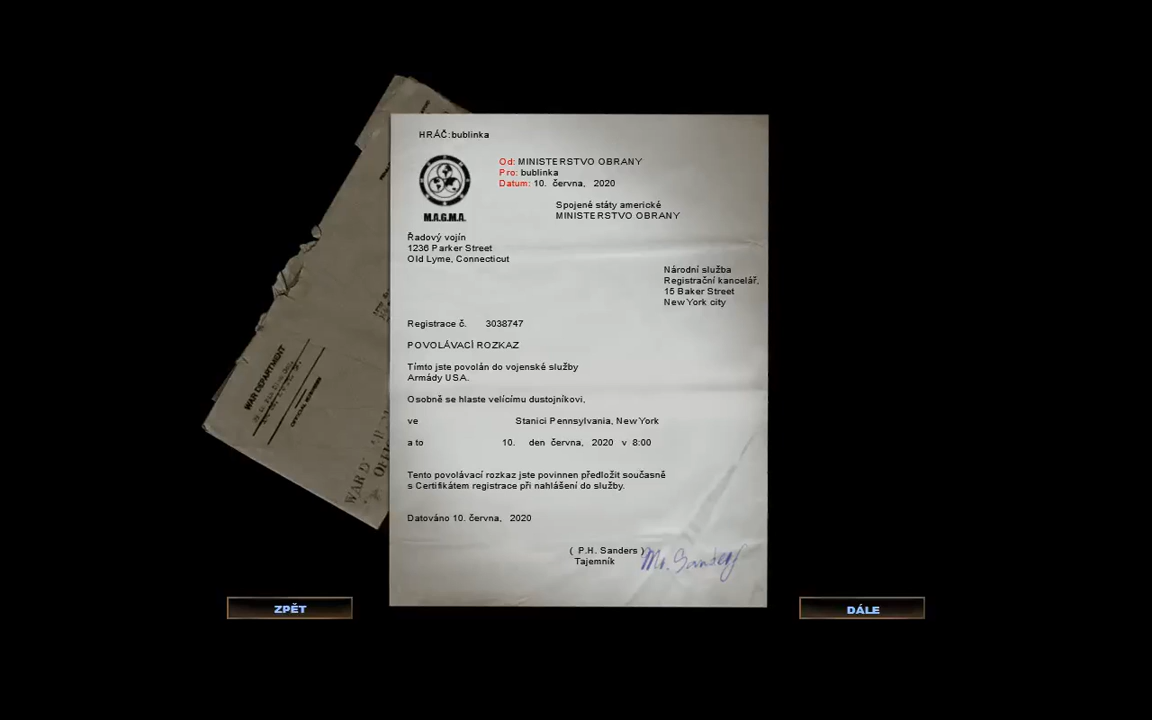 HRÁČ:bublinka
Od: MINISTERSTVO OBRANY
Pro: bublinka
Datum: 10. června, 2020
M.A.G.M.A.
Spojené státy americké
MINISTERSTVO OBRANY
Řadový vojín
1236 Parker Street
Old Lyme, Connecticut
Národní služba
Registrační kancelář,
15 Baker Street
New York city
Registrace č. 3038747
POVOLÁVACÍ ROZKAZ
Tímto jste povolán do vojenské služby
Armády USA.
Osobně se hlaste velícímu dustojníkovi,
ve Stanici Pennsylvania, New York
a to 10. den června, 2020 v 8:00
Tento povolávací rozkaz jste povinnen předložit současně
s Certifikátem registrace při nahlášení do služby.
Datováno 10. června, 2020
( P.H. Sanders )
Tajemník
Mr. Sanders
WAR DEPARTMENT
OFFICIAL BUSINESS
ZPĚT
DÁLE